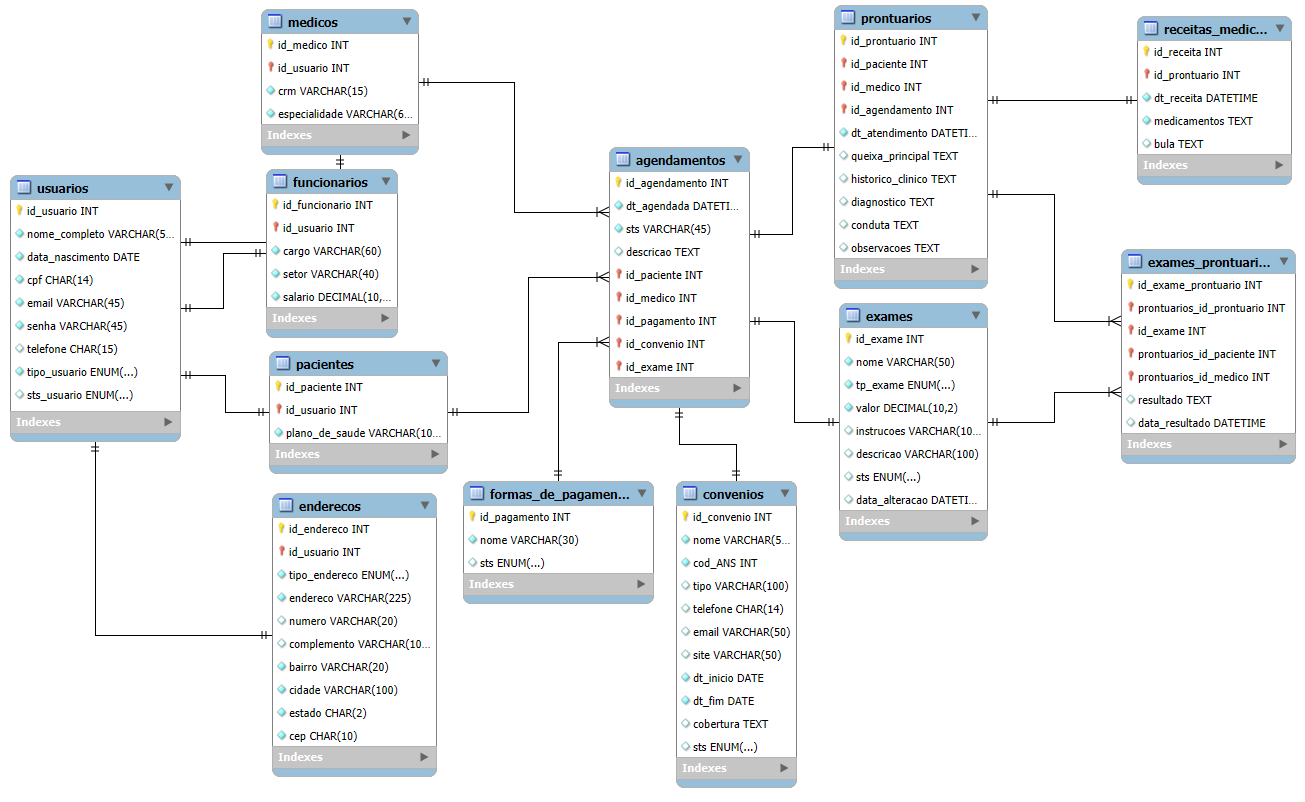 medicos
id_medico INT
id_usuario INT
crm VARCHAR(15)
especialidade VARCHAR(6...
Indexes
usuarios
id_usuario INT
nome_completo VARCHAR(5...
data_nascimento DATE
cpf CHAR(14)
email VARCHAR(45)
senha VARCHAR(45)
telefone CHAR(15)
tipo_usuario ENUM(...)
sts_usuario ENUM(...)
Indexes
funcionarios
id_funcionario INT
id_usuario INT
cargo VARCHAR(60)
setor VARCHAR(40)
salario DECIMAL(10,...
Indexes
pacientes
id_paciente INT
id_usuario INT
plano_de_saude VARCHAR(10...
Indexes
enderecos
id_endereco INT
id_usuario INT
tipo_endereco ENUM(...)
endereco VARCHAR(225)
numero VARCHAR(20)
complemento VARCHAR(10...
bairro VARCHAR(20)
cidade VARCHAR(100)
estado CHAR(2)
cep CHAR(10)
Indexes
agendamentos
id_agendamento INT
dt_agendada DATETI...
sts VARCHAR(45)
descricao TEXT
id_paciente INT
id_medico INT
id_pagamento INT
id_convenio INT
id_exame INT
Indexes
formas_de_pagamen...
id_pagamento INT
nome VARCHAR(30)
sts ENUM(...)
Indexes
convenios
id_convenio INT
nome VARCHAR(5...
cod_ANS INT
tipo VARCHAR(100)
telefone CHAR(14)
email VARCHAR(50)
site VARCHAR(50)
dt_inicio DATE
dt_fim DATE
cobertura TEXT
sts ENUM(...)
Indexes
prontuarios
id_prontuario INT
id_paciente INT
id_medico INT
id_agendamento INT
dt_atendimento DATETI...
queixa_principal TEXT
historico_clinico TEXT
diagnostico TEXT
conduta TEXT
observacoes TEXT
Indexes
exames
id_exame INT
nome VARCHAR(50)
tp_exame ENUM(...)
valor DECIMAL(10,2)
instrucoes VARCHAR(10...
descricao VARCHAR(100)
sts ENUM(...)
data_alteracao DATETI...
Indexes
receitas_medic...
id_receita INT
id_prontuario INT
dt_receita DATETIME
medicamentos TEXT
bula TEXT
Indexes
exames_prontuari...
id_exame_prontuario INT
prontuarios_id_prontuario INT
id_exame INT
prontuarios_id_paciente INT
prontuarios_id_medico INT
resultado TEXT
data_resultado DATETIME
Indexes